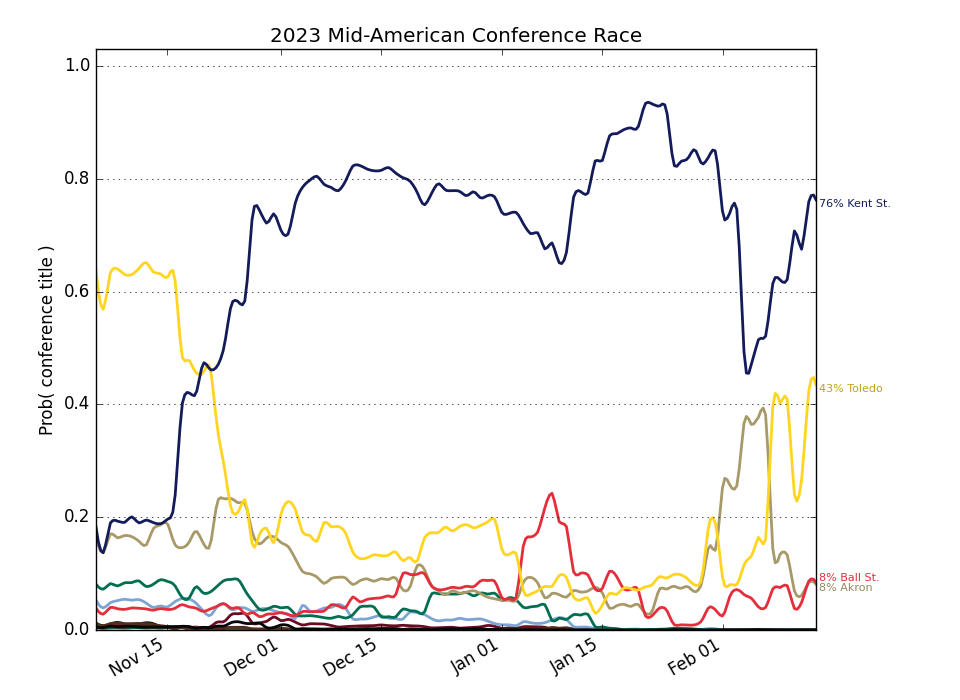 2023 Mid-American Conference Race
Prob( conference title )
1.0
0.8
0.6
0.4
0.2
0.0
76% Kent St.
43% Toledo
8% Ball St.
8% Akron
Nov 15
Dec 01
Dec 15
Jan 01
Jan 15
Feb 01